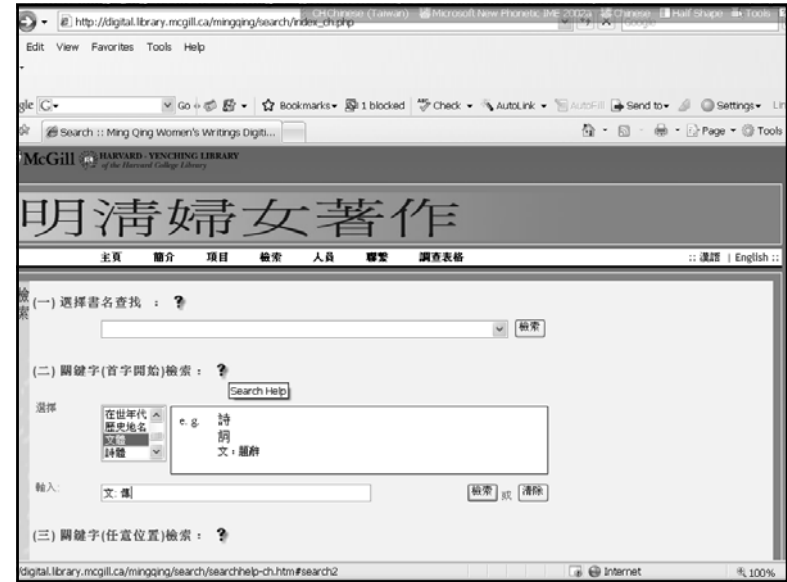 CH Chinese (Taiwan) Microsoft New Phonetic IME 2002a Chinese Half Shape Tools
http://digital.library.mcgill.ca/mingqing/search/index_ch.php Google
Edit View Favorites Tools Help
gle G Go Bookmarks 1 blocked Check AutoLink AutoFill Send to Settings Lin
Search :: Ming Qing Women's Writings Digiti... Page Tools
McGill HARVARD-YENCHING LIBRARY
of the Harvard College Library
明清婦女著作
主頁 簡介 項目 檢索 人員 聯繫 調查表格 :: 漢語 | English ::
檢索
(一) 選擇書名查找 : ?
檢索
(二) 關鍵字(首字開始)檢索: ?
Search Help
選擇
在世年代
歷史地名
文體
詩體
e.g. 詩
詞
文:題辭
輸入:
文: 傳
檢索 或 清除
(三) 關鍵字(任意位置)檢索: ?
/digital.library.mcgill.ca/mingqing/search/searchhelp-ch.htm#search2 Internet 100%